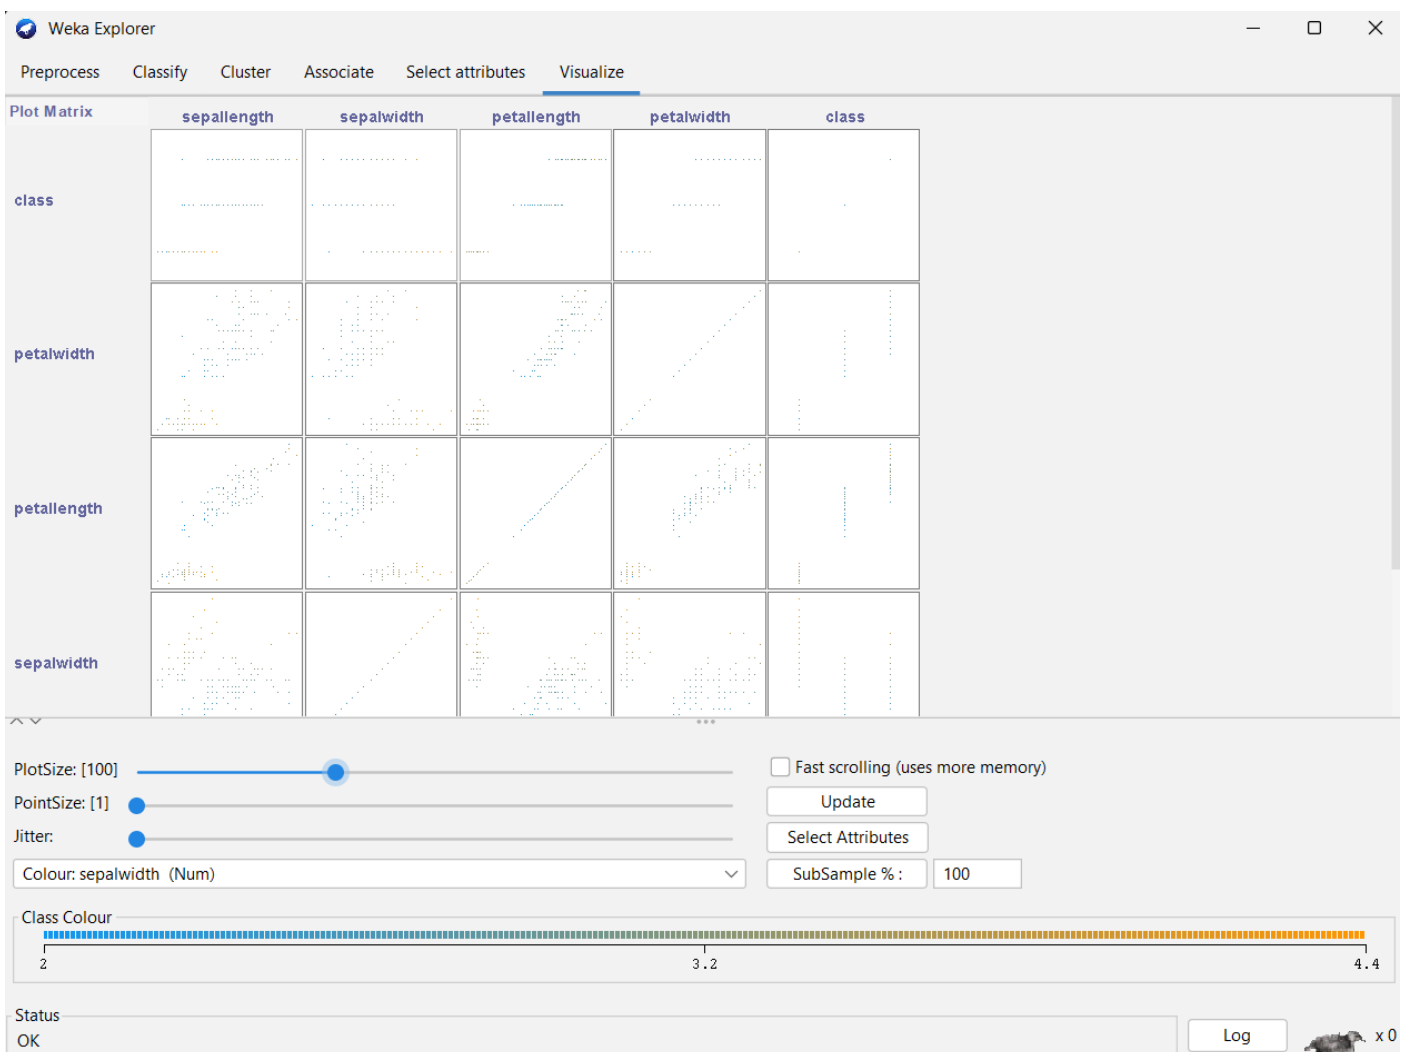 Weka Explorer
Preprocess Classify Cluster Associate Select attributes Visualize
Plot Matrix
sepallength sepalwidth petallength petalwidth class
class
petalwidth
petallength
sepalwidth
PlotSize: [100]
Fast scrolling (uses more memory)
PointSize: [1]
Update
Jitter:
Select Attributes
Colour: sepalwidth (Num)
SubSample % :
100
Class Colour
2 3.2 4.4
Status
OK
Log
x 0